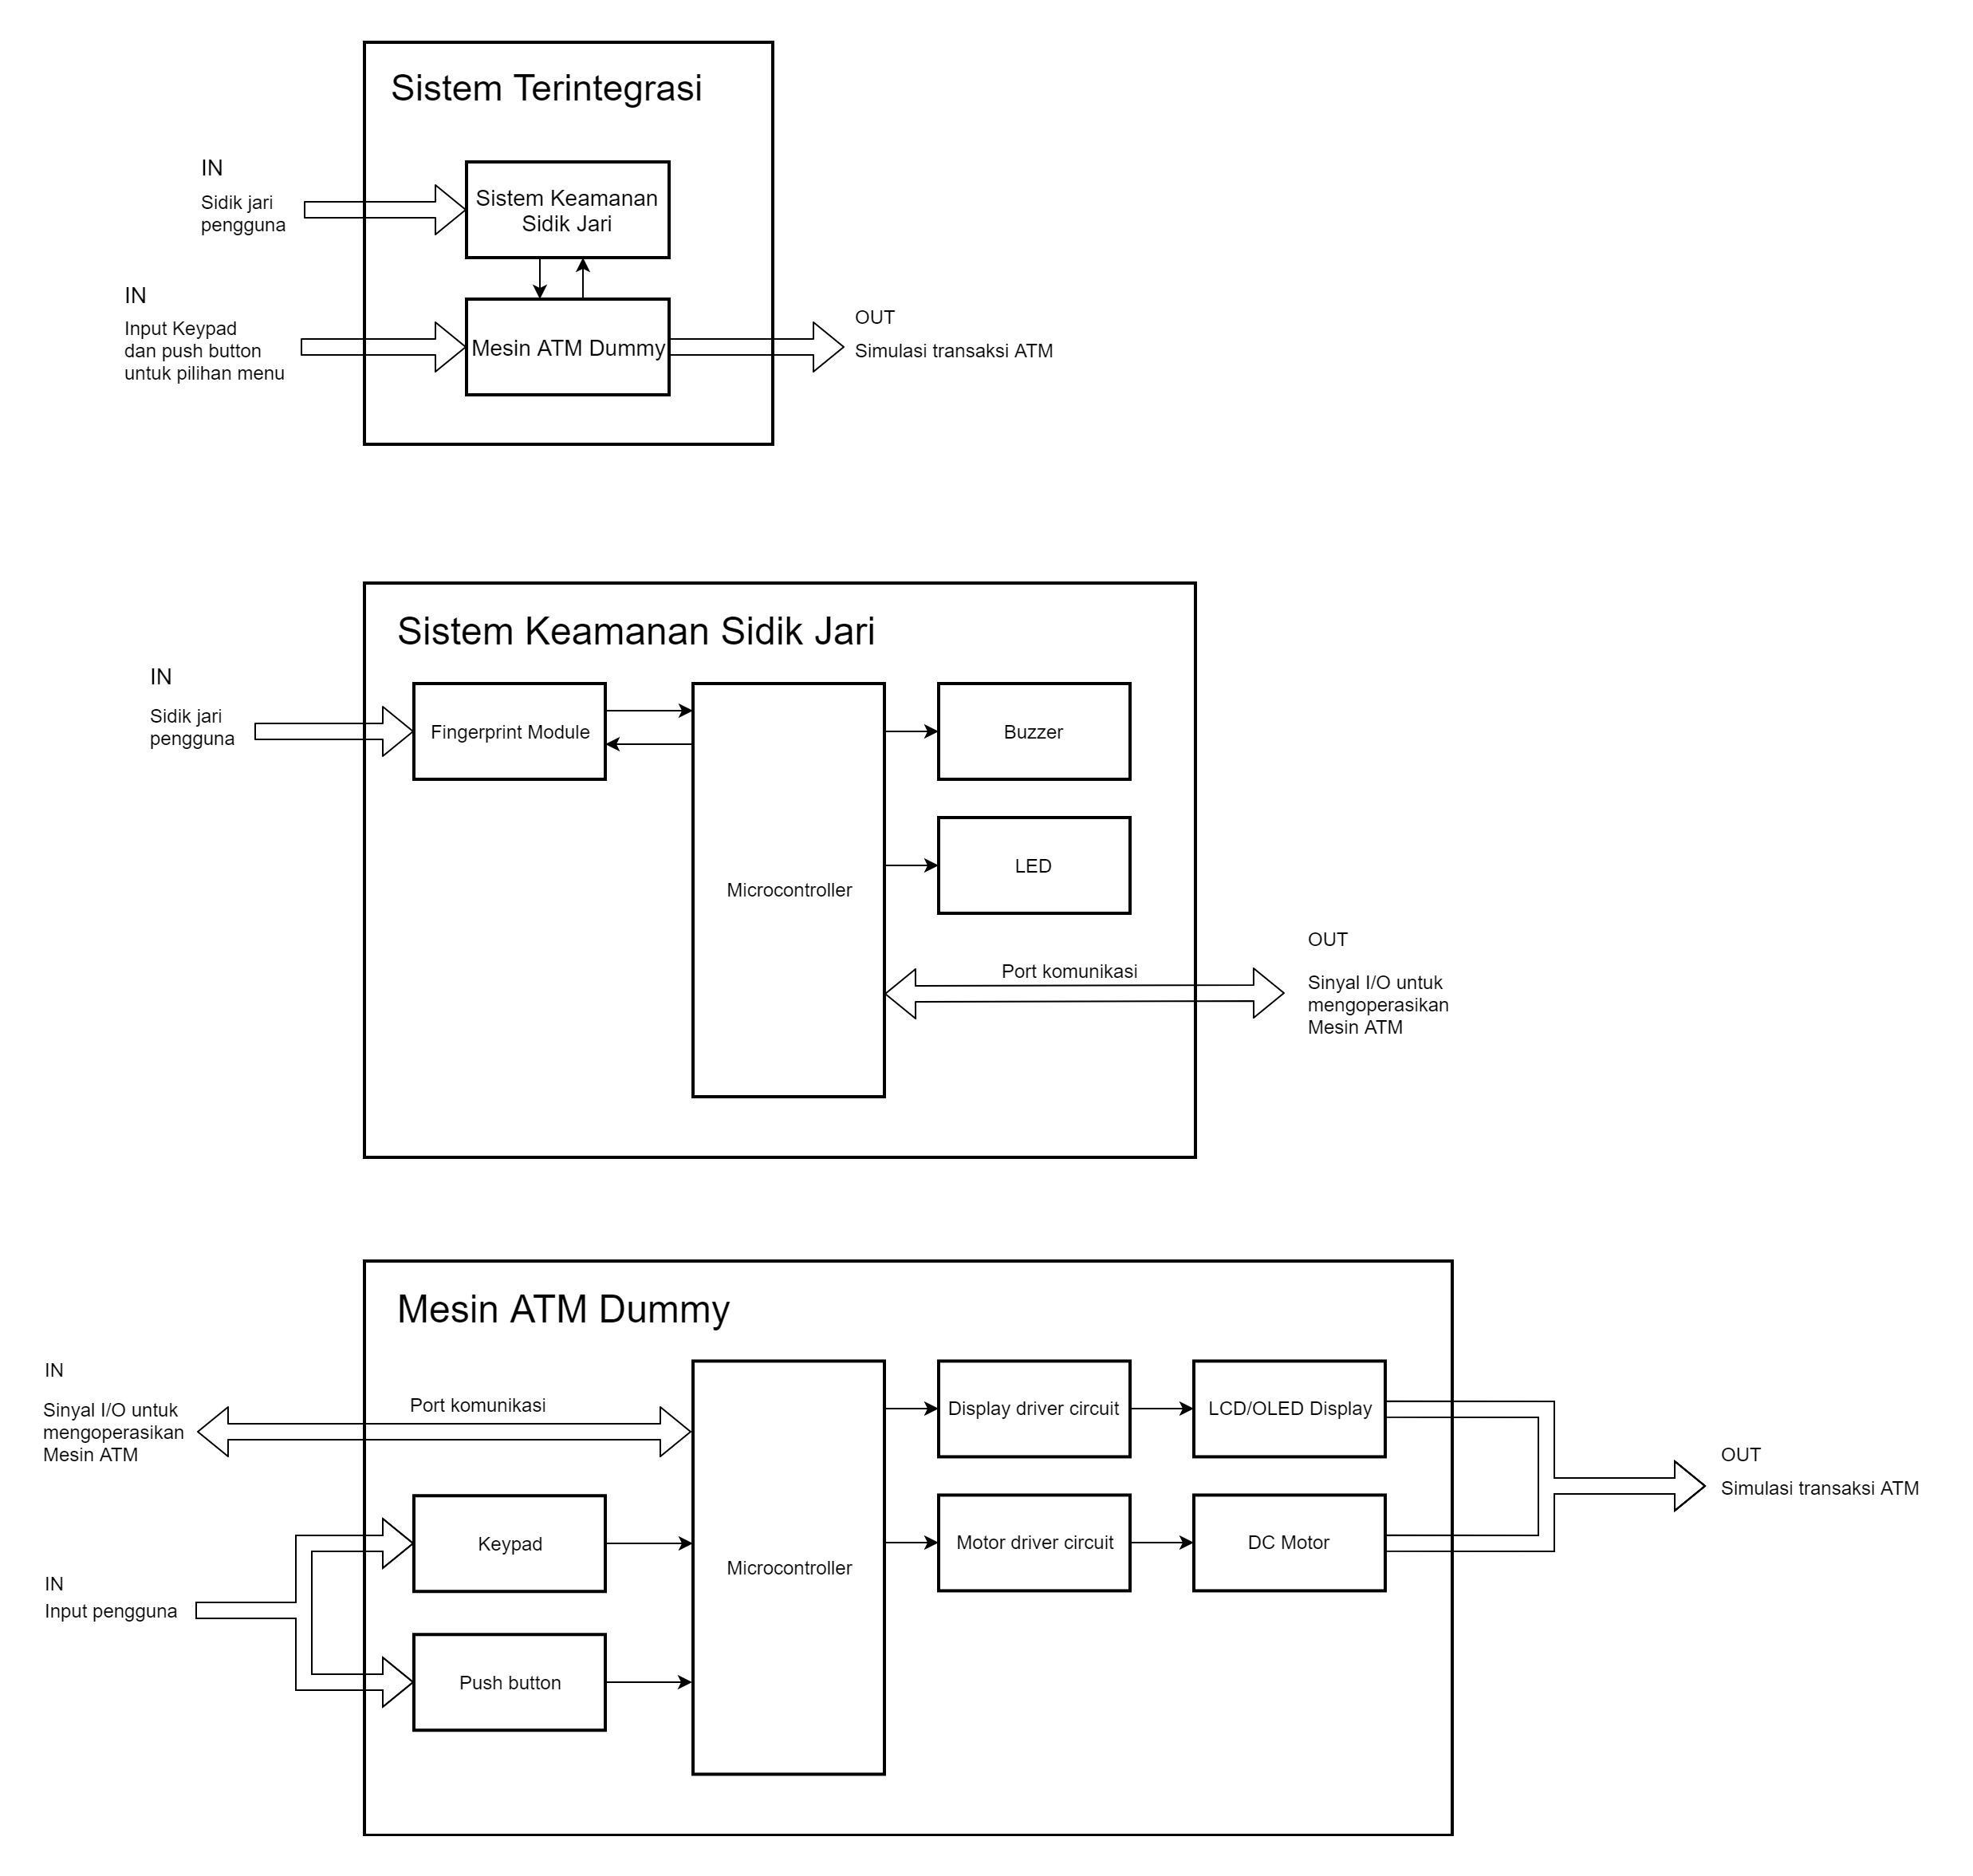 Sistem Terintegrasi
IN
Sidik jari
pengguna
Sistem Keamanan
Sidik Jari
IN
Input Keypad
dan push button
untuk pilihan menu
Mesin ATM Dummy
OUT
Simulasi transaksi ATM
Sistem Keamanan Sidik Jari
IN
Sidik jari
pengguna
Fingerprint Module
Microcontroller
Buzzer
LED
Port komunikasi
OUT
Sinyal I/O untuk
mengoperasikan
Mesin ATM
Mesin ATM Dummy
IN
Sinyal I/O untuk
mengoperasikan
Mesin ATM
Port komunikasi
IN
Input pengguna
Keypad
Push button
Microcontroller
Display driver circuit
LCD/OLED Display
Motor driver circuit
DC Motor
OUT
Simulasi transaksi ATM